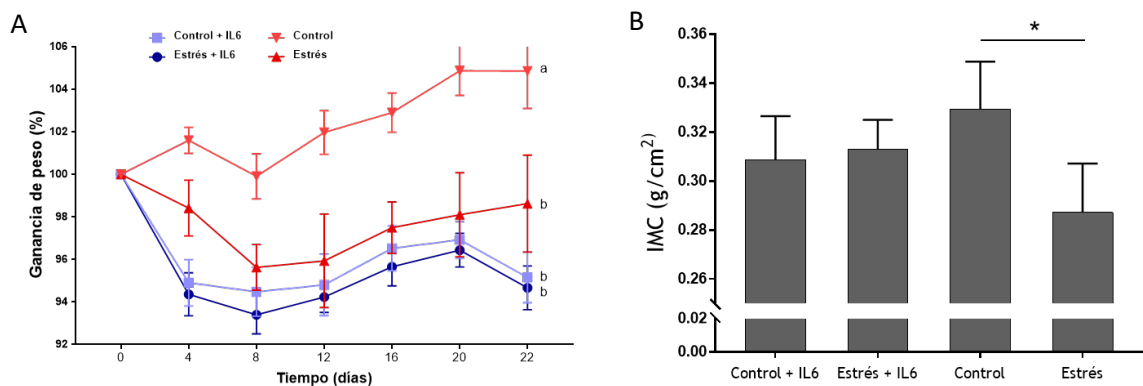 A
Control + IL6
Control
Estrés + IL6
Estrés
Ganancia de peso (%)
106
104
102
100
98
96
94
92
a
b
b
b
0 4 8 12 16 20 22
Tiempo (días)
B
*
IMC (g/cm²)
0.36
0.34
0.32
0.30
0.28
0.26
0.02
0.00
Control + IL6 Estrés + IL6 Control Estrés